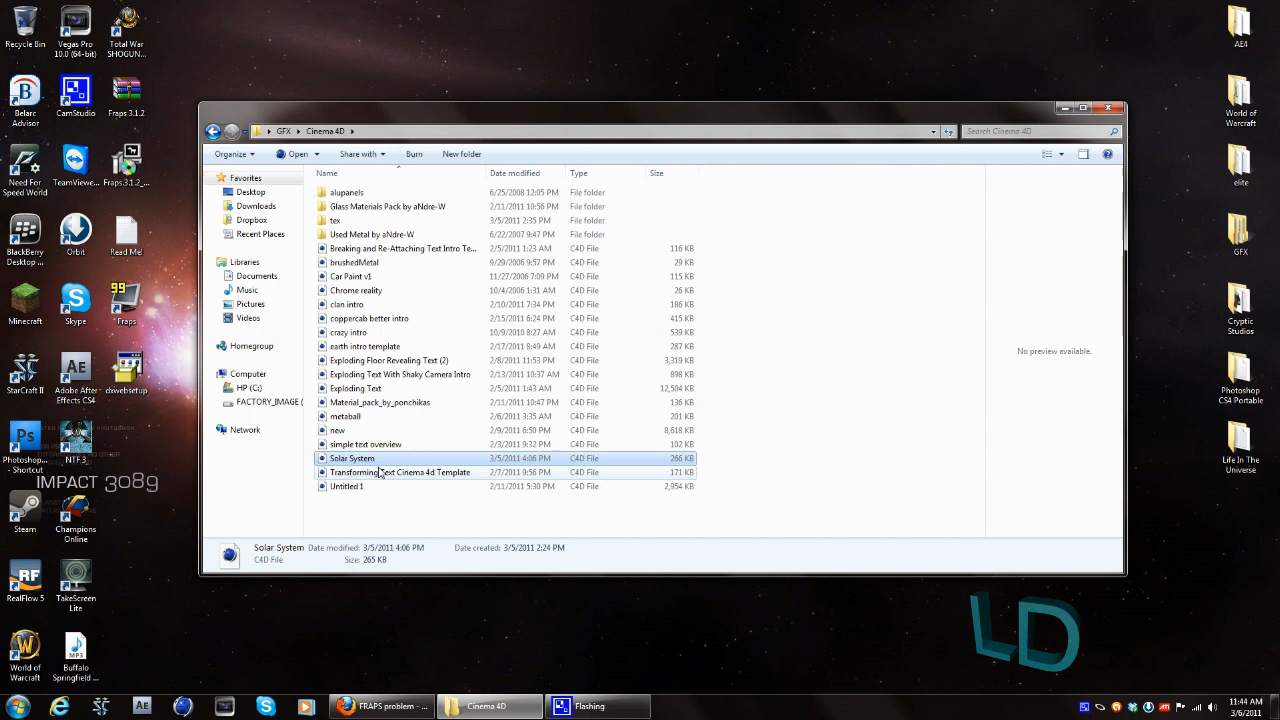 Recycle Bin
Vegas Pro
10.0 (64-bit)
Total War
SHOGUN...
Belarc
Advisor
CamStudio
Fraps 3.1.2
Need For
Speed World
TeamViewe...
Fraps.3.1.2_...
BlackBerry
Desktop ...
Orbit
Read Me!
Minecraft
Skype
99
Fraps
StarCraft II
Adobe After
Effects CS4
dxwebsetup
Photoshop...
- Shortcut
NTF3
IMPACT 3089
Steam
Champions
Online
RealFlow 5
TakeScreen
Lite
World of
Warcraft
Buffalo
Springfield ...
GFX
Cinema 4D
Search Cinema 4D
Organize
Open
Share with
Burn
New folder
Favorites
Desktop
Downloads
Dropbox
Recent Places
Libraries
Documents
Music
Pictures
Videos
Homegroup
Computer
HP (C:)
FACTORY_IMAGE (
Network
Name Date modified Type Size
alupanels 6/25/2008 12:05 PM File folder
Glass Materials Pack by aNdre-W 2/11/2011 10:56 PM File folder
tex 3/5/2011 2:35 PM File folder
Used Metal by aNdre-W 6/22/2007 9:47 PM File folder
Breaking and Re-Attaching Text Intro Te... 2/5/2011 1:23 AM C4D File 116 KB
brushedMetal 9/29/2006 9:57 PM C4D File 29 KB
Car Paint v1 11/27/2006 7:09 PM C4D File 115 KB
Chrome reality 10/4/2006 1:31 AM C4D File 26 KB
clan intro 2/10/2011 7:34 PM C4D File 186 KB
coppercab better intro 2/15/2011 6:24 PM C4D File 415 KB
crazy intro 10/9/2010 8:27 AM C4D File 539 KB
earth intro template 2/17/2011 8:49 AM C4D File 287 KB
Exploding Floor Revealing Text (2) 2/8/2011 11:53 PM C4D File 3,319 KB
Exploding Text With Shaky Camera Intro 2/13/2011 10:37 AM C4D File 898 KB
Exploding Text 2/5/2011 1:43 AM C4D File 12,504 KB
Material_pack_by_ponchikas 2/11/2011 10:47 PM C4D File 136 KB
metaball 2/6/2011 3:35 AM C4D File 201 KB
new 2/9/2011 6:50 PM C4D File 8,618 KB
simple text overview 2/3/2011 9:32 PM C4D File 102 KB
Solar System 3/5/2011 4:06 PM C4D File 266 KB
Transforming Text Cinema 4d Template 2/7/2011 9:56 PM C4D File 171 KB
Untitled 1 2/11/2011 5:30 PM C4D File 2,954 KB
No preview available.
Solar System Date modified: 3/5/2011 4:06 PM Date created: 3/5/2011 2:24 PM
C4D File Size: 265 KB
AE4
World of
Warcraft
elite
GFX
Cryptic
Studios
Photoshop
CS4 Portable
Life In The
Universe
LD
FRAPS problem - ...
Cinema 4D
Flashing
11:44 AM
3/6/2011